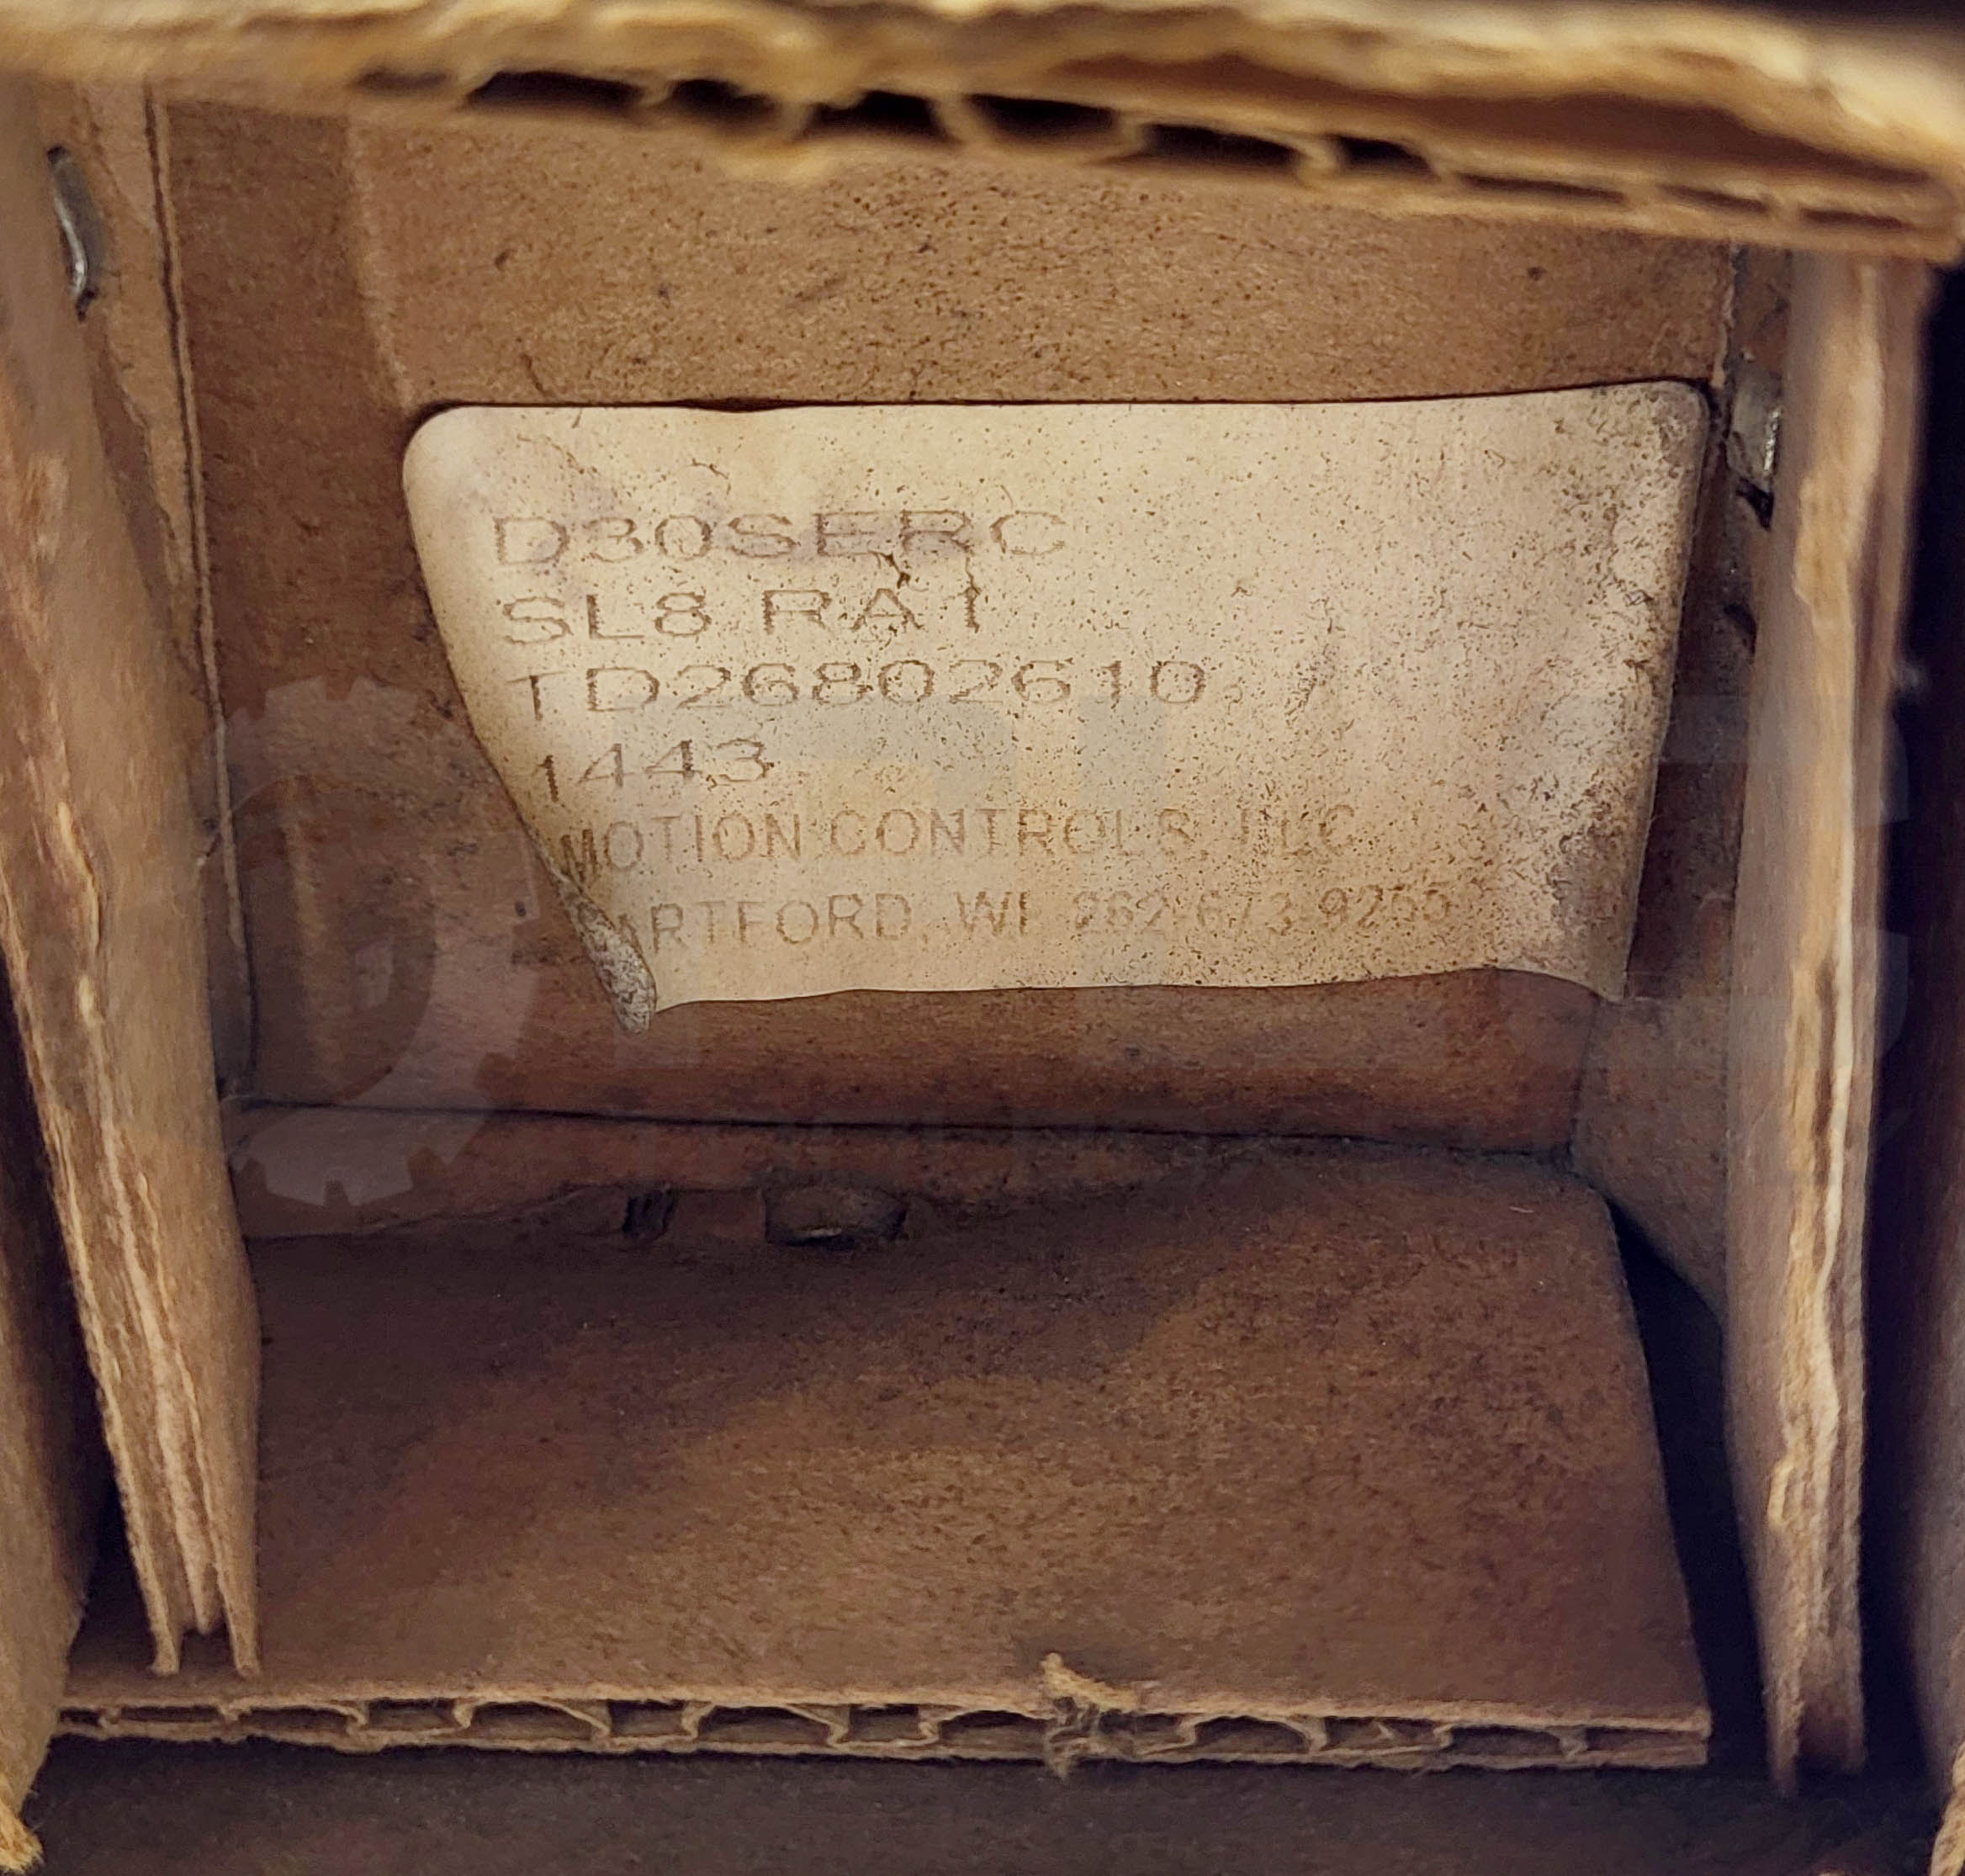 D30SERC
SL8 RA1
TD26802610
1443
MOTION CONTROLS, LLC
ARTFORD, WI 262 673 9255